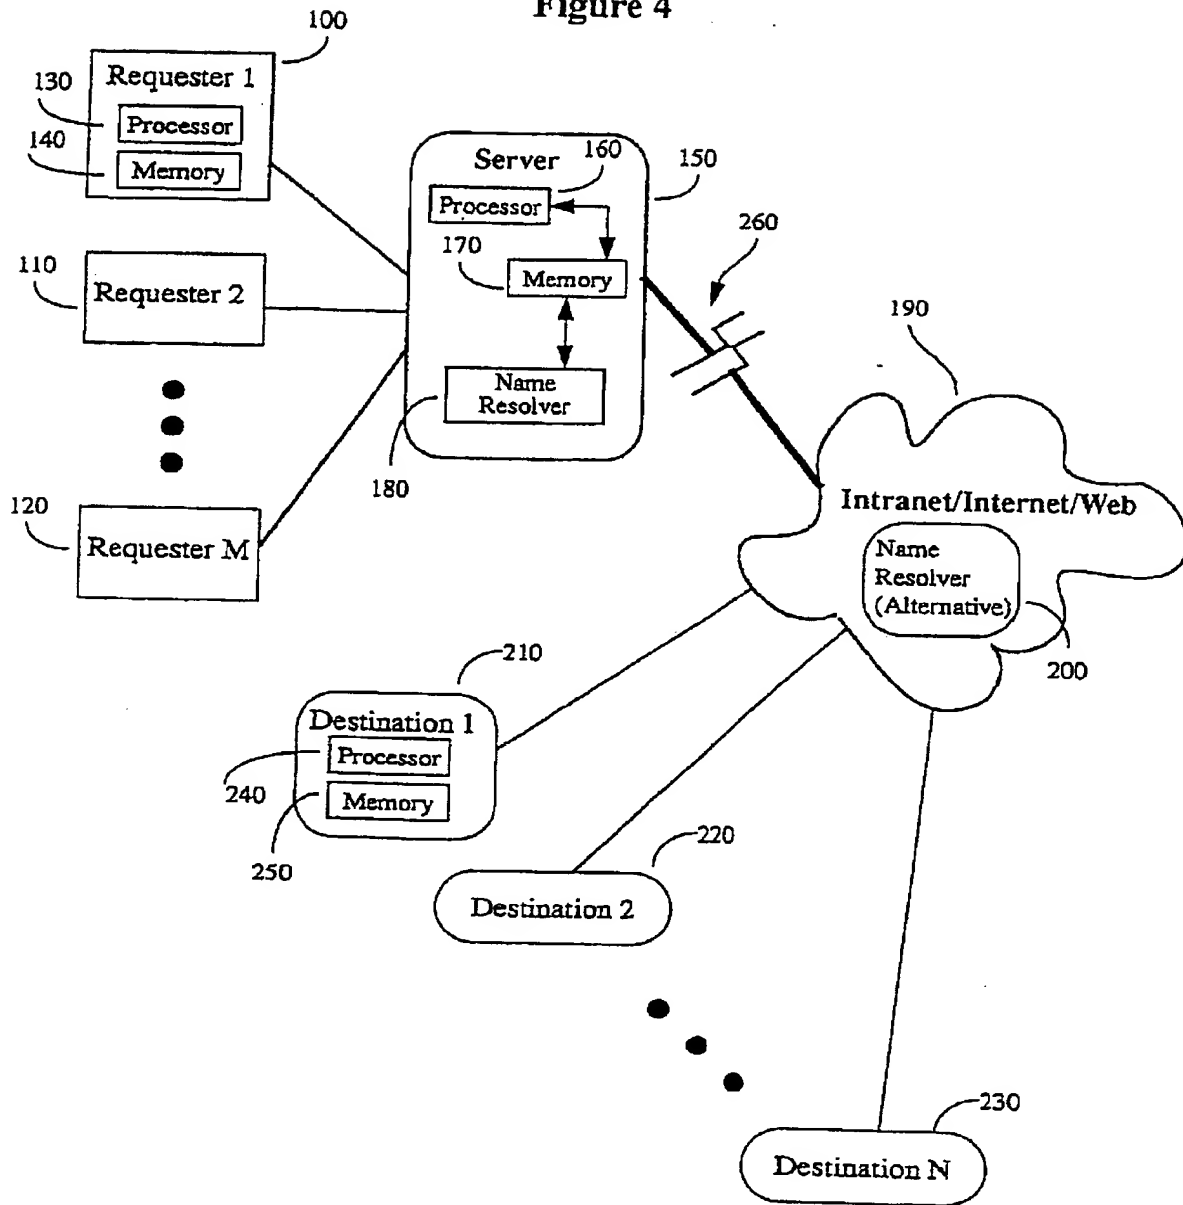 Figure 4
100
Requester 1
130
Processor
140
Memory
Server
160
150
Processor
110
Requester 2
170
Memory
260
190
Name
Resolver
180
120
Requester M
Intranet/Internet/Web
Name
Resolver
(Alternative)
200
210
Destination 1
Processor
240
Memory
250
220
Destination 2
230
Destination N